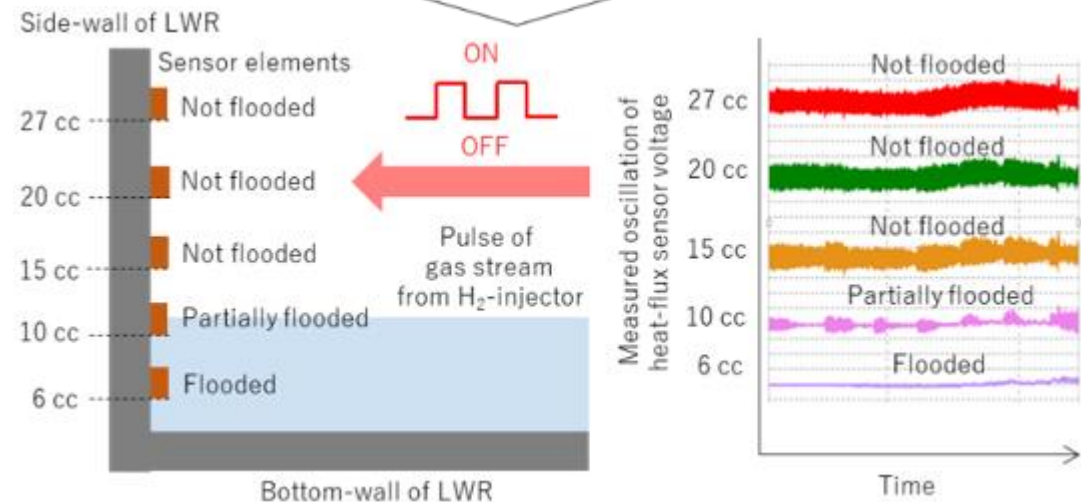 Side-wall of LWR
Sensor elements
27 cc
Not flooded
20 cc
Not flooded
15 cc
Not flooded
10 cc
Partially flooded
6 cc
Flooded
Bottom-wall of LWR
ON
OFF
Pulse of
gas stream
from H₂-injector
Measured oscillation of
heat-flux sensor voltage
27 cc
Not flooded
20 cc
Not flooded
15 cc
Not flooded
10 cc
Partially flooded
6 cc
Flooded
Time